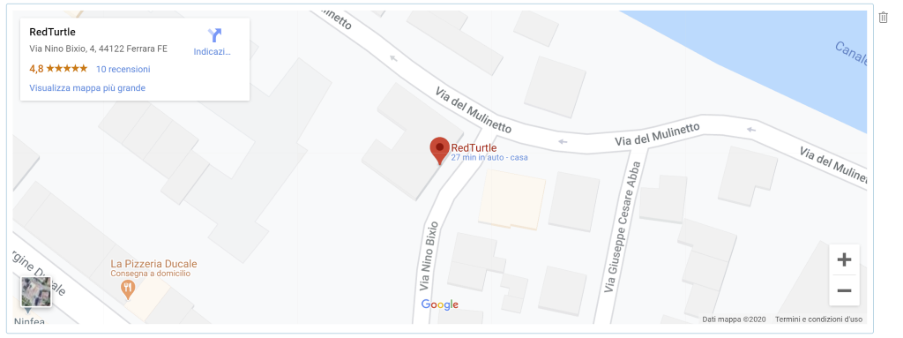 RedTurtle
Via Nino Bixio, 4, 44122 Ferrara FE
4,8 ★★★★★ 10 recensioni
Visualizza mappa più grande
Indicazi...
Via del Mulinetto
Via del Mulinetto
Via del Muline
Canale
RedTurtle
27 min in auto - casa
Via Giuseppe Cesare Abba
Via Nino Bixio
La Pizzeria Ducale
Consegna a domicilio
Ninfea
Google
+
−
Dati mappa ©2020 Termini e condizioni d'uso